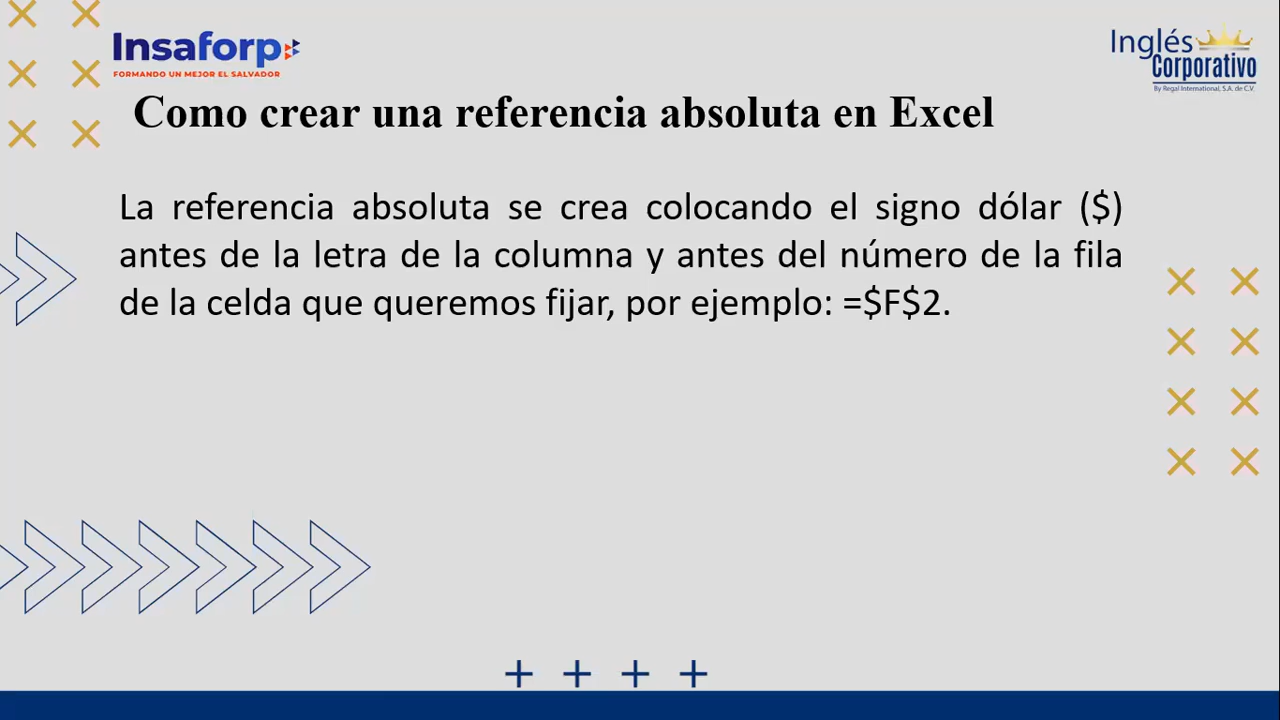 Insaforp
FORMANDO UN MEJOR EL SALVADOR
Inglés
Corporativo
By Regal International, S.A. de C.V.
Como crear una referencia absoluta en Excel
La referencia absoluta se crea colocando el signo dólar ($)
antes de la letra de la columna y antes del número de la fila
de la celda que queremos fijar, por ejemplo: =$F$2.